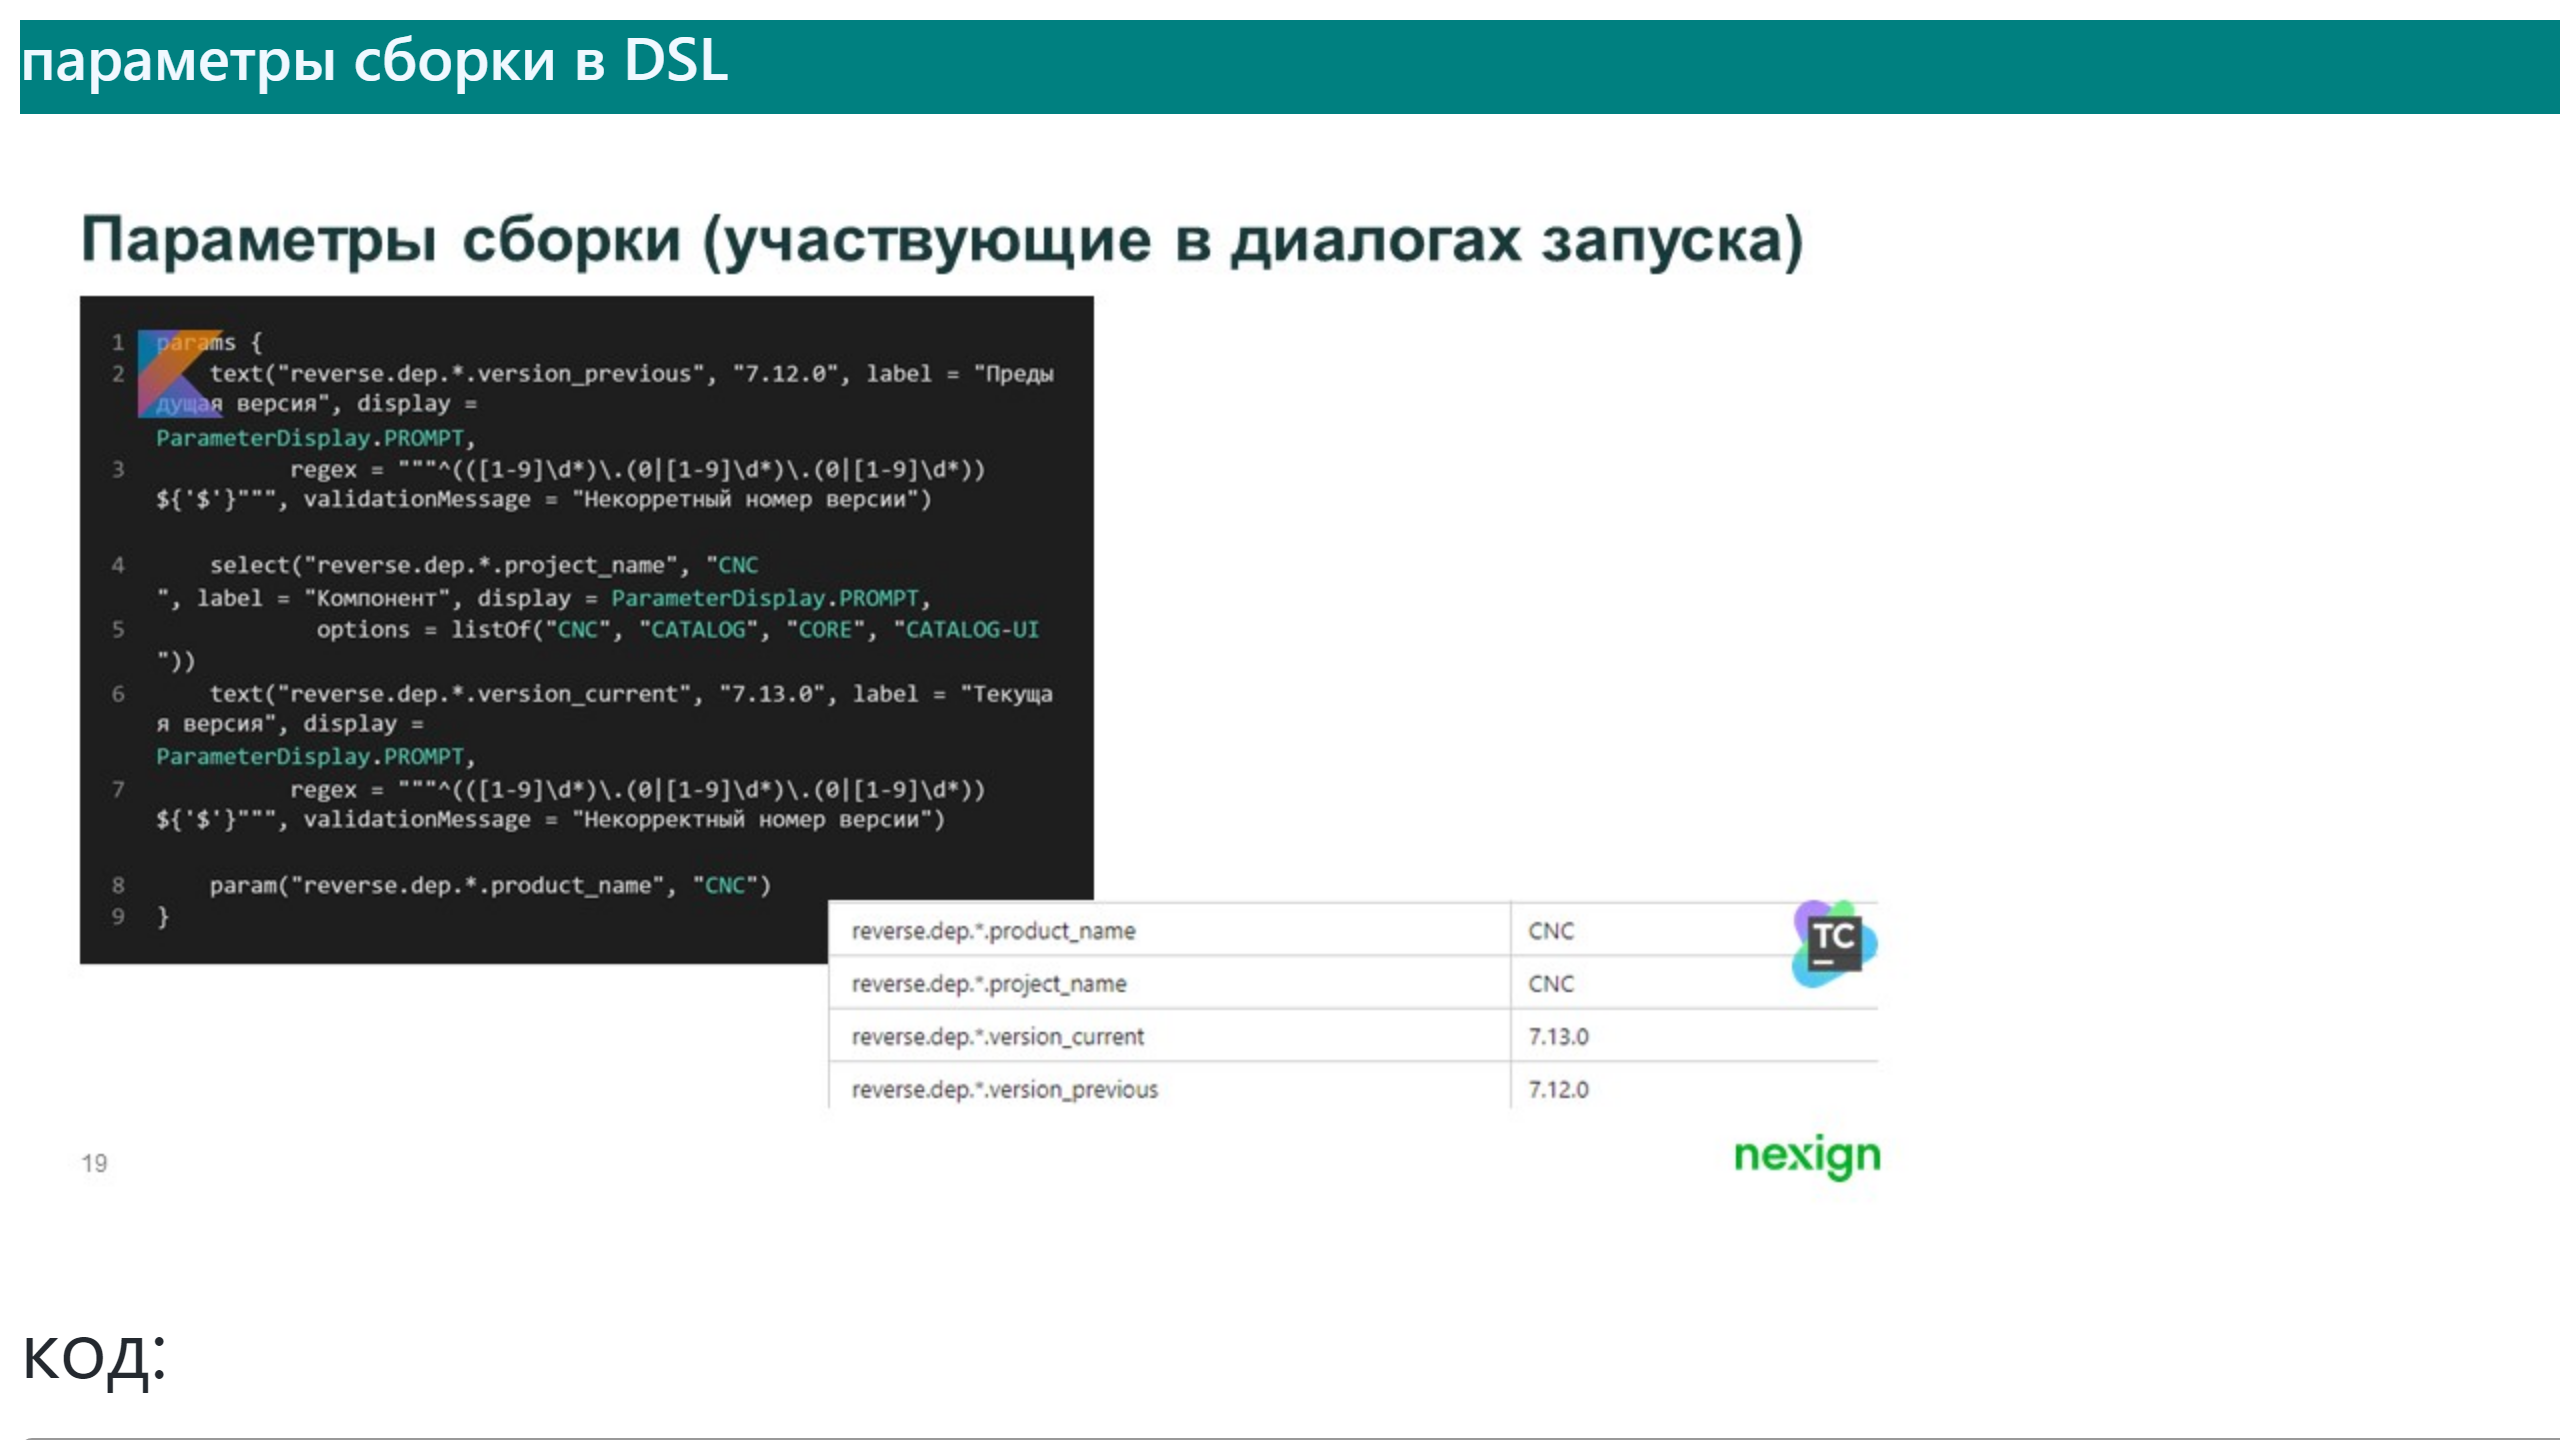 параметры сборки в DSL
Параметры сборки (участвующие в диалогах запуска)
1 params {
2 text("reverse.dep.*.version_previous", "7.12.0", label = "Преды
дущая версия", display =
ParameterDisplay.PROMPT,
3 regex = """^(([1-9]\d*)\.(0|[1-9]\d*)\.(0|[1-9]\d*))
${'$'}""", validationMessage = "Некорретный номер версии")
4 select("reverse.dep.*.project_name", "CNC
", label = "Компонент", display = ParameterDisplay.PROMPT,
5 options = listOf("CNC", "CATALOG", "CORE", "CATALOG-UI
"))
6 text("reverse.dep.*.version_current", "7.13.0", label = "Текуща
я версия", display =
ParameterDisplay.PROMPT,
7 regex = """^(([1-9]\d*)\.(0|[1-9]\d*)\.(0|[1-9]\d*))
${'$'}""", validationMessage = "Некорректный номер версии")
8 param("reverse.dep.*.product_name", "CNC")
9 }
reverse.dep.*.product_name CNC
TC
reverse.dep.*.project_name CNC
reverse.dep.*.version_current 7.13.0
reverse.dep.*.version_previous 7.12.0
19
nexign
код: